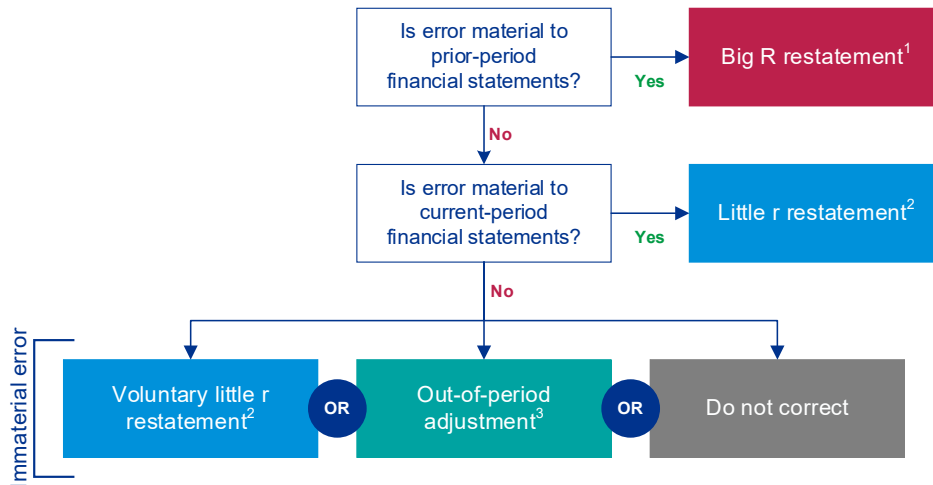 Is error material to
prior-period
financial statements?
Yes
Big R restatement¹
No
Is error material to
current-period
financial statements?
Yes
Little r restatement²
No
Immaterial error
Voluntary little r
restatement²
OR
Out-of-period
adjustment³
OR
Do not correct